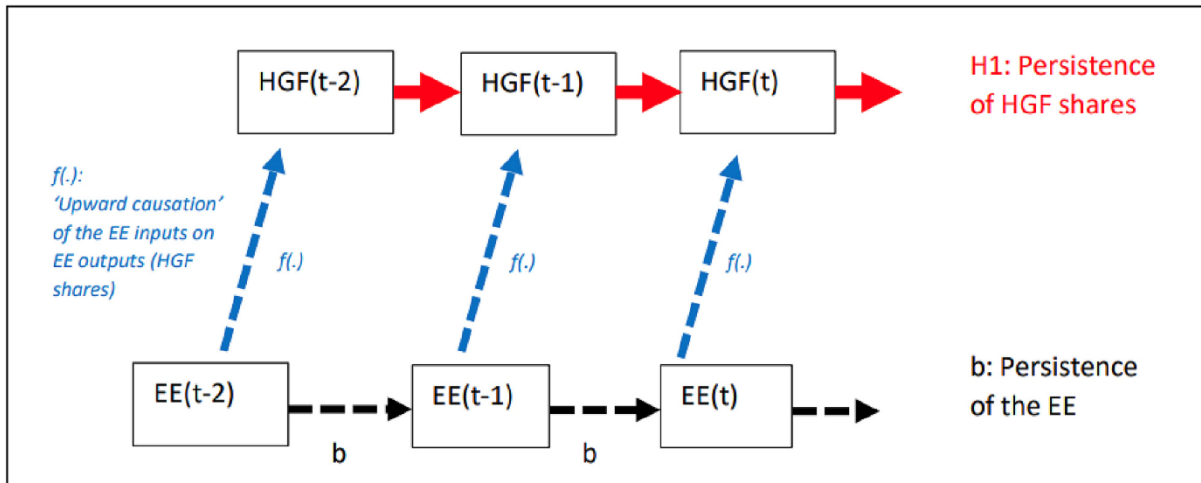 HGF(t-2)
HGF(t-1)
HGF(t)
H1: Persistence
of HGF shares
f(.):
‘Upward causation’
of the EE inputs on
EE outputs (HGF
shares)
f(.)
f(.)
f(.)
EE(t-2)
EE(t-1)
EE(t)
b: Persistence
of the EE
b
b